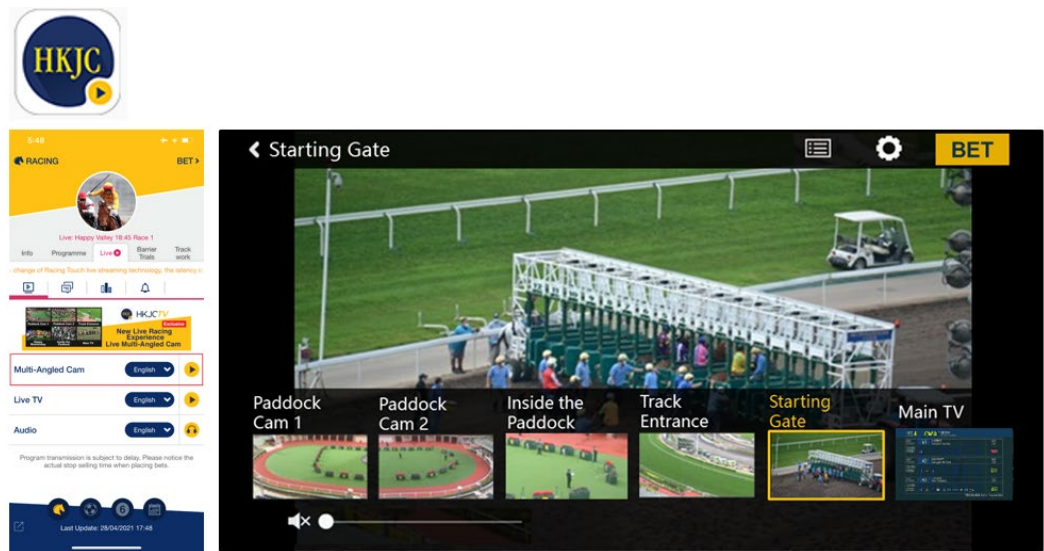 HKJC
5:48
RACING
BET >
Live: Happy Valley 18:45 Race 1
Info
Programme
Live
Barrier
Trials
Track
work
change of Racing Touch live streaming technology, the latency
HKJCTV
Exclusive
New Live Racing
Experience
Live Multi-Angled Cam
Multi-Angled Cam
English
Live TV
English
Audio
English
Program transmission is subject to delay. Please notice the
actual stop selling time when placing bets.
Last Update: 28/04/2021 17:48
Starting Gate
BET
Paddock
Cam 1
Paddock
Cam 2
Inside the
Paddock
Track
Entrance
Starting
Gate
Main TV